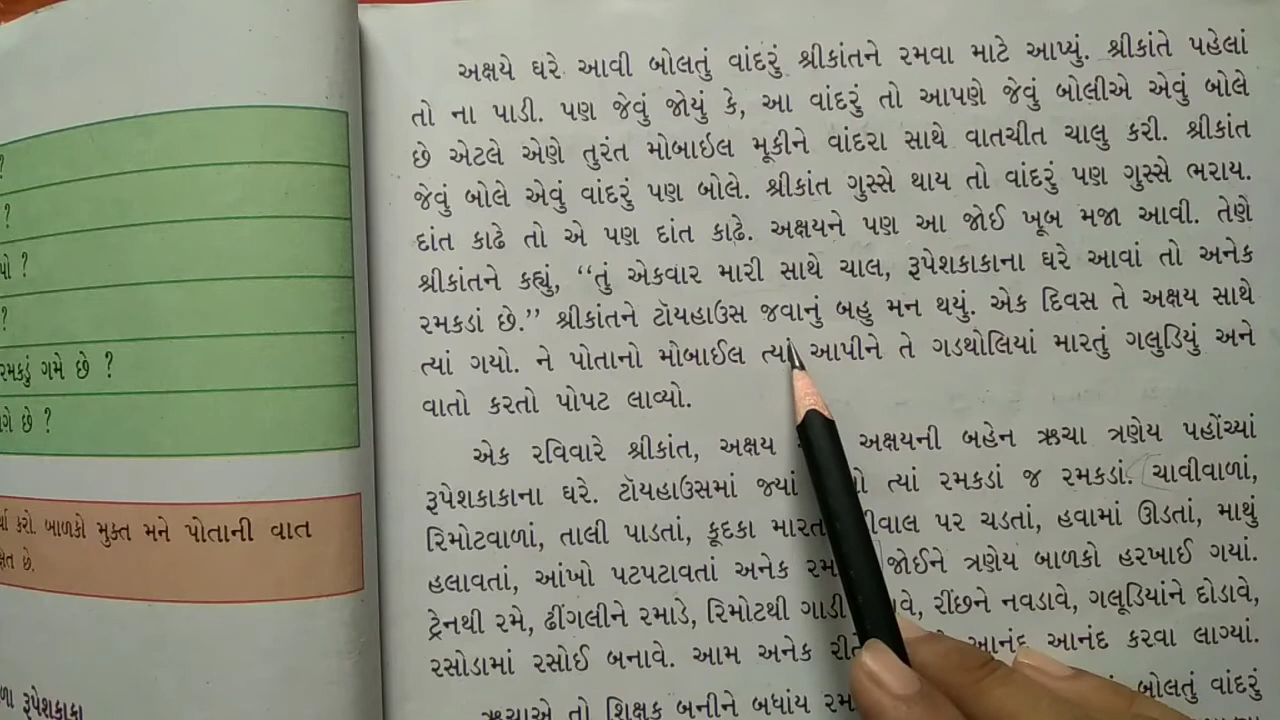 ?
?
?
રમકડું ગમે છે ?
છે ?
કરો. બાળકો મુક્ત મને પોતાની વાત
છે.
રૂપેશકાકા
અક્ષયે ઘરે આવી બોલતું વાંદરું શ્રીકાંતને રમવા માટે આપ્યું. શ્રીકાંતે પહેલાં
તો ના પાડી. પણ જેવું જોયું કે, આ વાંદરું તો આપણે જેવું બોલીએ એવું બોલે
છે એટલે એણે તુરંત મોબાઇલ મૂકીને વાંદરા સાથે વાતચીત ચાલુ કરી. શ્રીકાંત
જેવું બોલે એવું વાંદરું પણ બોલે. શ્રીકાંત ગુસ્સે થાય તો વાંદરું પણ ગુસ્સે ભરાય.
દાંત કાઢે તો એ પણ દાંત કાઢે. અક્ષયને પણ આ જોઈ ખૂબ મજા આવી. તેણે
શ્રીકાંતને કહ્યું, ‘‘તું એકવાર મારી સાથે ચાલ, રૂપેશકાકાના ઘરે આવાં તો અનેક
રમકડાં છે.’’ શ્રીકાંતને ટૉયહાઉસ જવાનું બહુ મન થયું. એક દિવસ તે અક્ષય સાથે
ત્યાં ગયો. ને પોતાનો મોબાઈલ ત્યાં આપીને તે ગડથોલિયાં મારતું ગલુડિયું અને
વાતો કરતો પોપટ લાવ્યો.
એક રવિવારે શ્રીકાંત, અક્ષય અક્ષયની બહેન ઋચા ત્રણેય પહોંચ્યાં
રૂપેશકાકાના ઘરે. ટૉયહાઉસમાં જ્યાં ત્યાં રમકડાં જ રમકડાં. ચાવીવાળાં,
રિમોટવાળાં, તાલી પાડતાં, કૂદકા પર ચડતાં, હવામાં ઊડતાં, માથું
હલાવતાં, આંખો પટપટાવતાં અનેક જોઈને ત્રણેય બાળકો હરખાઈ ગયાં.
ટ્રેનથી રમે, ઢીંગલીને રમાડે, રિમોટથી ગાડી રીંછને નવડાવે, ગલૂડિયાંને દોડાવે,
રસોડામાં રસોઈ બનાવે. આમ અનેક આનંદ આનંદ કરવા લાગ્યાં.
ઋચાએ તો શિક્ષક બનીને બધાંય બોલતું વાંદરું